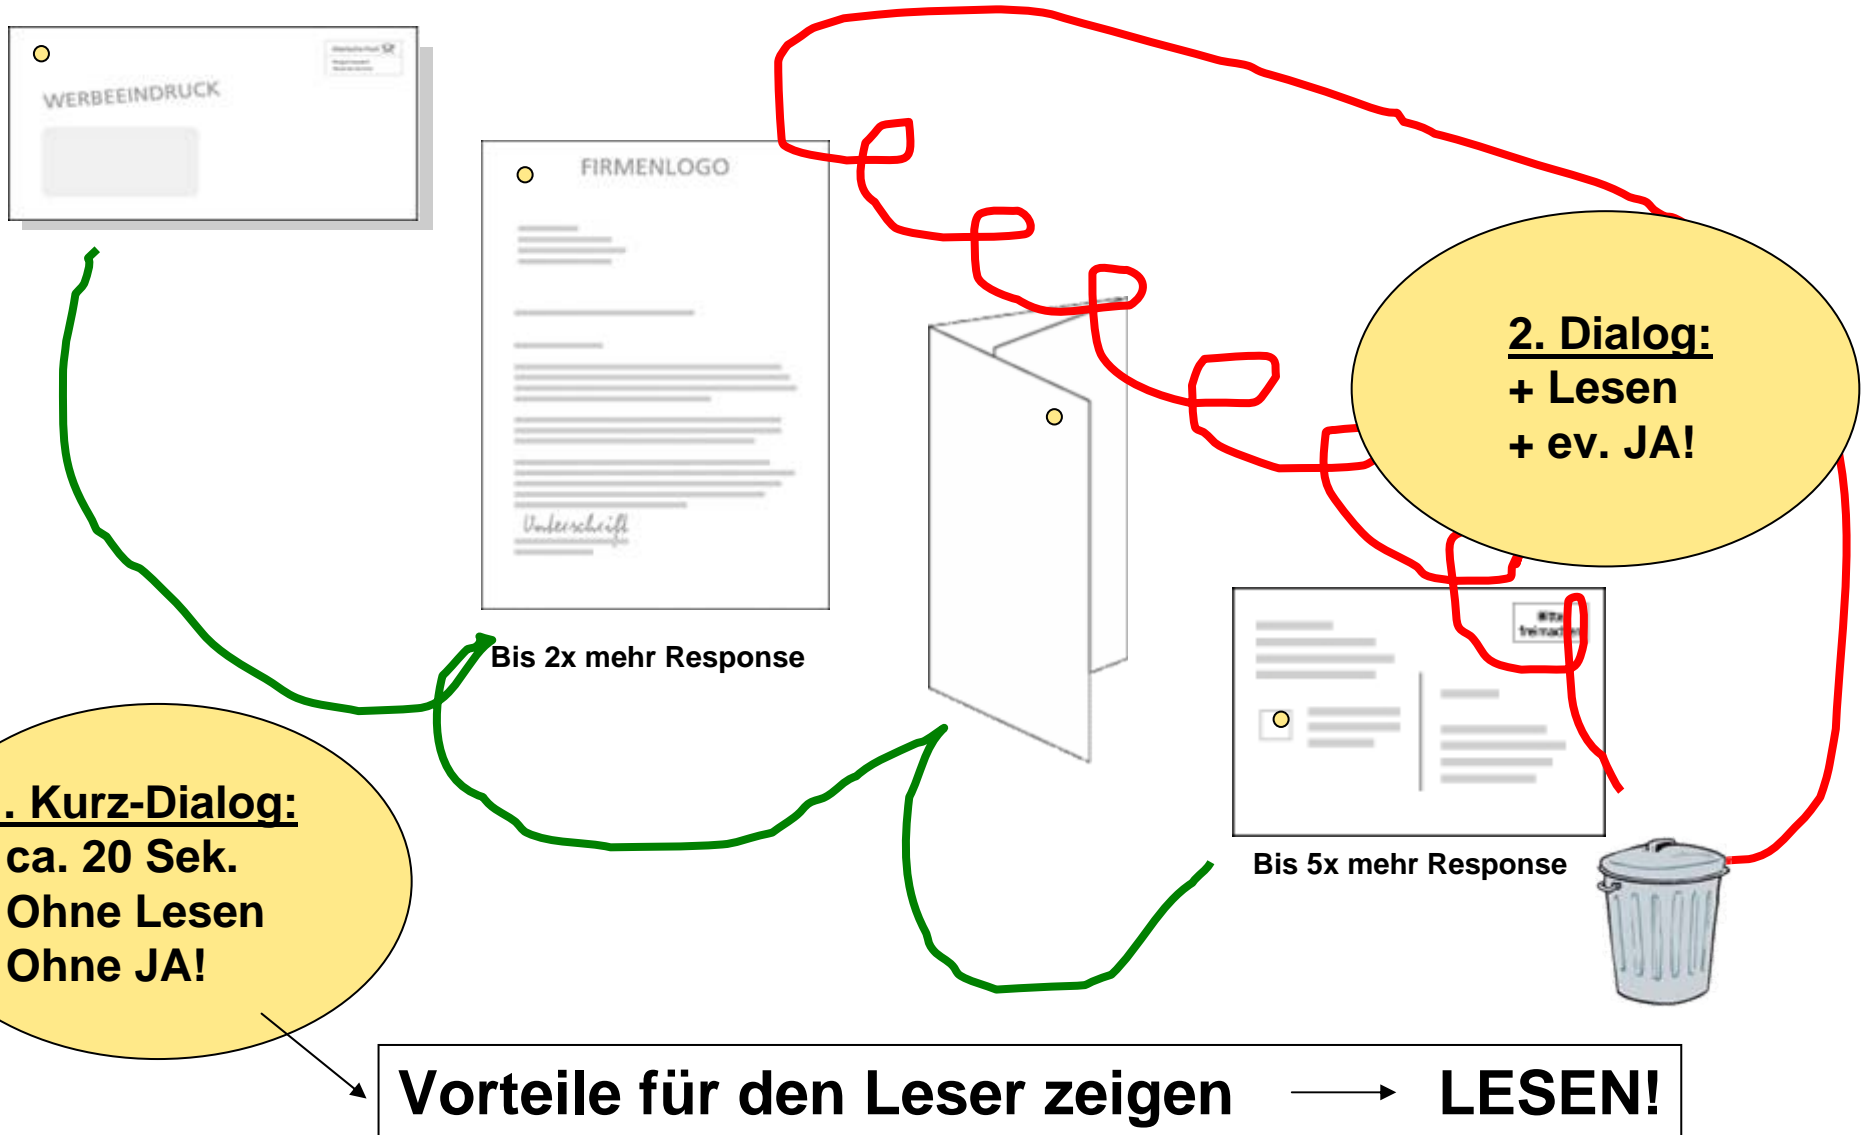 WERBEEINDRUCK
FIRMENLOGO
Unterschrift
Bis 2x mehr Response
2. Dialog:
+ Lesen
+ ev. JA!
freimachen
Bis 5x mehr Response
. Kurz-Dialog:
ca. 20 Sek.
Ohne Lesen
Ohne JA!
Vorteile für den Leser zeigen → LESEN!